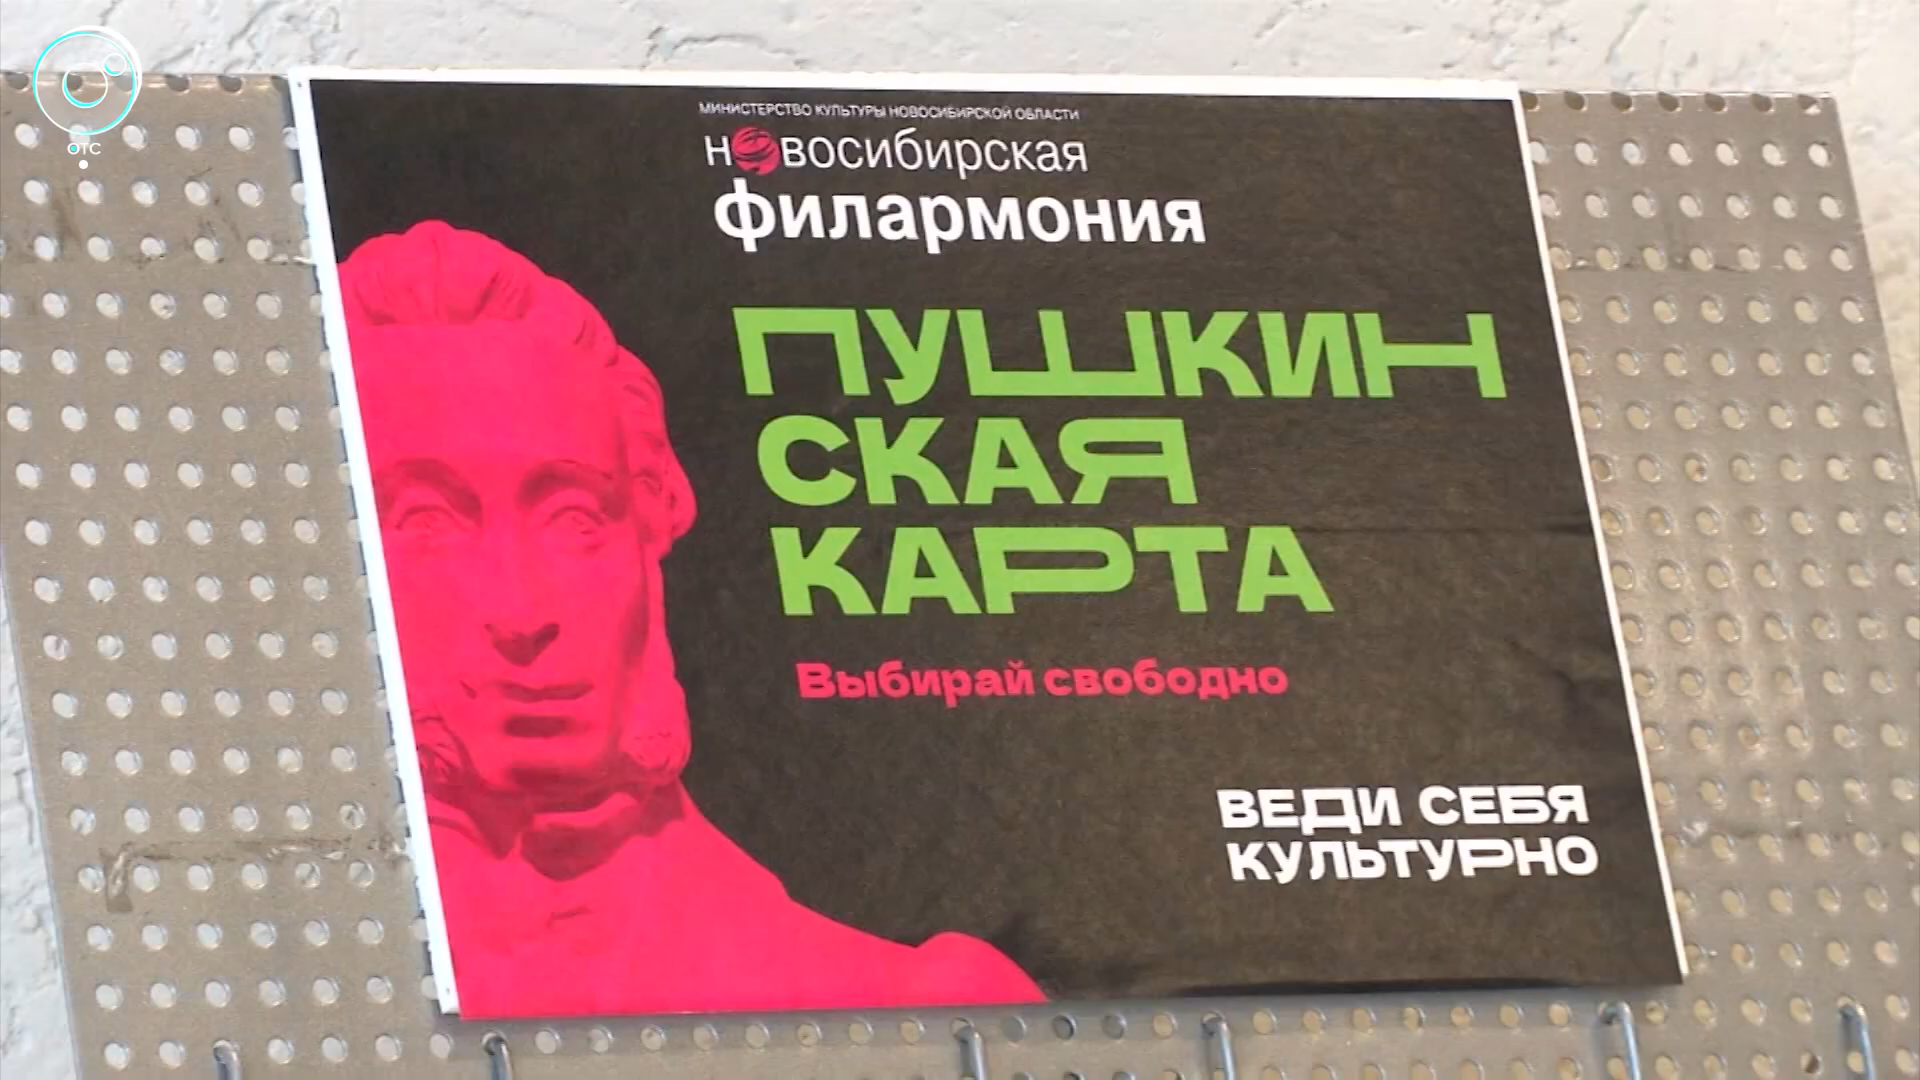 ОТС
МИНИСТЕРСТВО КУЛЬТУРЫ НОВОСИБИРСКОЙ ОБЛАСТИ
новосибирская
филармония
ПУШКИН
СКАЯ
КАРТА
Выбирай свободно
ВЕДИ СЕБЯ
КУЛЬТУРНО